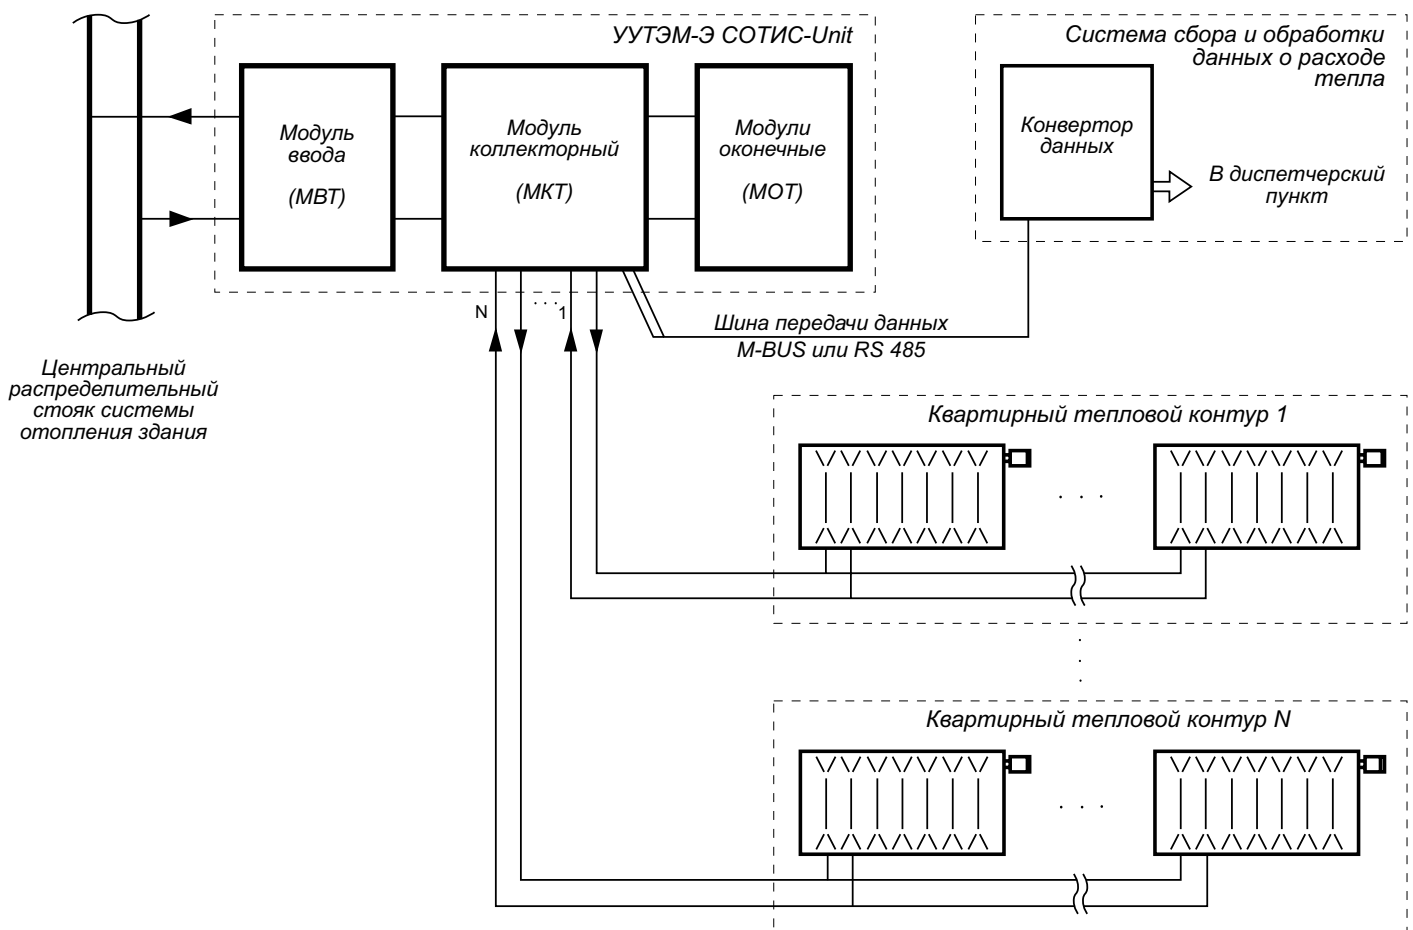 УУТЭМ-Э СОТИС-Unit
Модуль
ввода
(МВТ)
Модуль
коллекторный
(МКТ)
Модули
оконечные
(МОТ)
Система сбора и обработки
данных о расходе
тепла
Конвертор
данных
В диспетчерский
пункт
N
. . .
1
Шина передачи данных
M-BUS или RS 485
Центральный
распределительный
стояк системы
отопления здания
Квартирный тепловой контур 1
. . .
Квартирный тепловой контур N
. . .